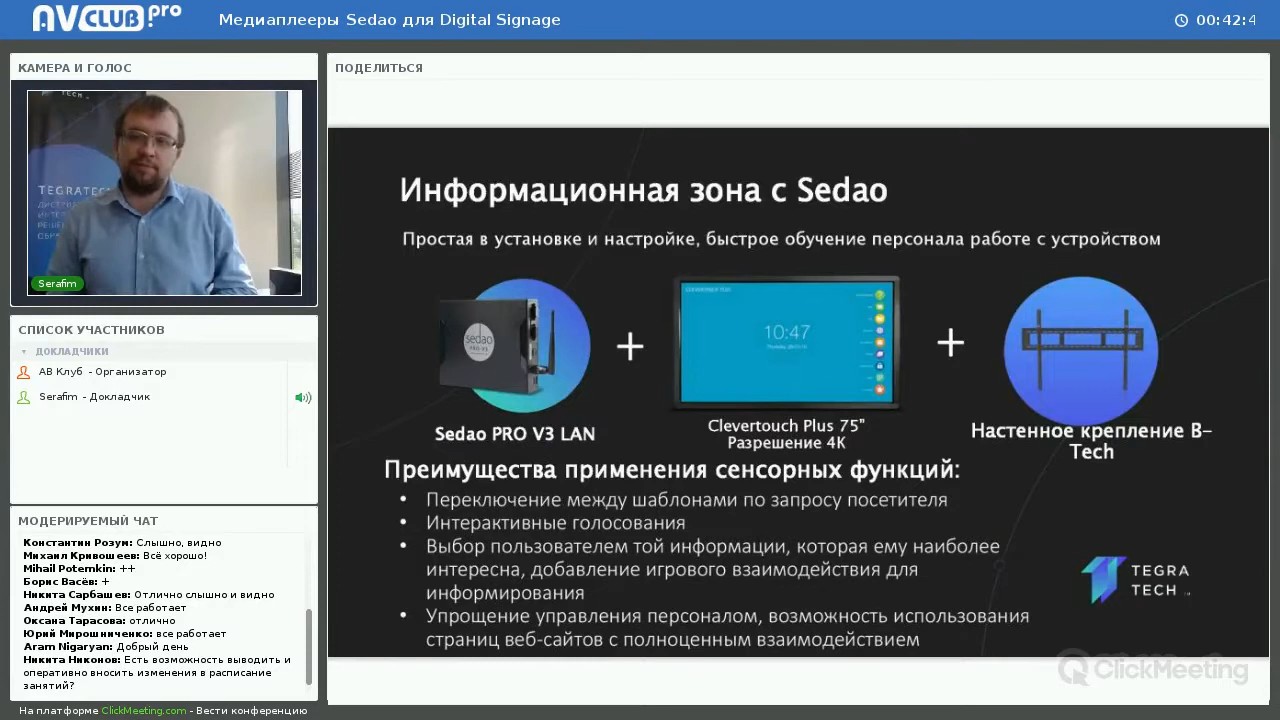 AVCLUB.pro
Медиаплееры Sedao для Digital Signage
00:42:4
КАМЕРА И ГОЛОС
TEGRATEC
Serafim
СПИСОК УЧАСТНИКОВ
ДОКЛАДЧИКИ
АВ Клуб - Организатор
Serafim - Докладчик
МОДЕРИРУЕМЫЙ ЧАТ
Константин Розум: Слышно, видно
Михаил Кривошеев: Всё хорошо!
Mihail Potemkin: ++
Борис Васёв: +
Никита Сарбашев: Отлично слышно и видно
Андрей Мухин: Все работает
Оксана Тарасова: отлично
Юрий Мирошниченко: все работает
Aram Nigaryan: Добрый день
Никита Никонов: Есть возможность выводить и
оперативно вносить изменения в расписание
занятий?
На платформе ClickMeeting.com - Вести конференцию
ПОДЕЛИТЬСЯ
Информационная зона с Sedao
Простая в установке и настройке, быстрое обучение персонала работе с устройством
sedao
PRO V3
+
10:47
+
Sedao PRO V3 LAN
Clevertouch Plus 75”
Разрешение 4K
Настенное крепление B-
Tech
Преимущества применения сенсорных функций:
• Переключение между шаблонами по запросу посетителя
• Интерактивные голосования
• Выбор пользователем той информации, которая ему наиболее
интересна, добавление игрового взаимодействия для
информирования
• Упрощение управления персоналом, возможность использования
страниц веб-сайтов с полноценным взаимодействием
TEGRA
TECH
ClickMeeting